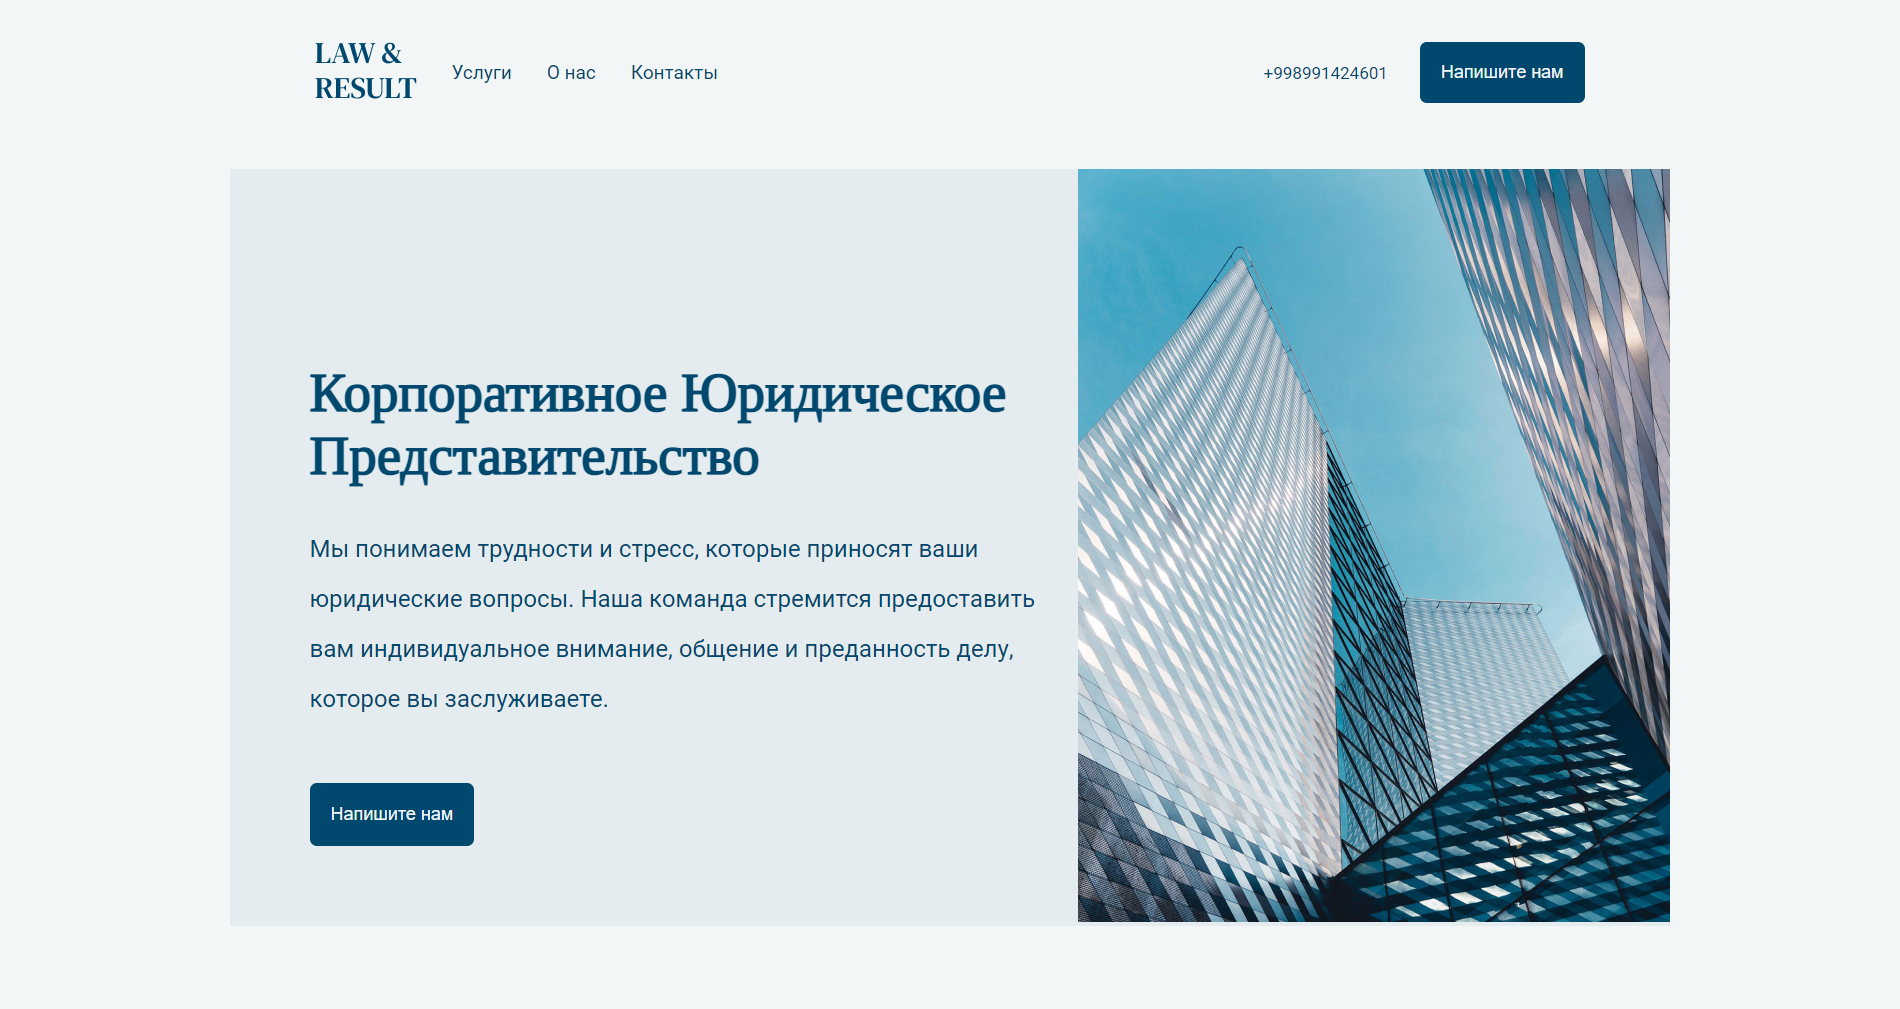 LAW &
RESULT
Услуги
О нас
Контакты
+998991424601
Напишите нам
Корпоративное Юридическое
Представительство
Мы понимаем трудности и стресс, которые приносят ваши
юридические вопросы. Наша команда стремится предоставить
вам индивидуальное внимание, общение и преданность делу,
которое вы заслуживаете.
Напишите нам